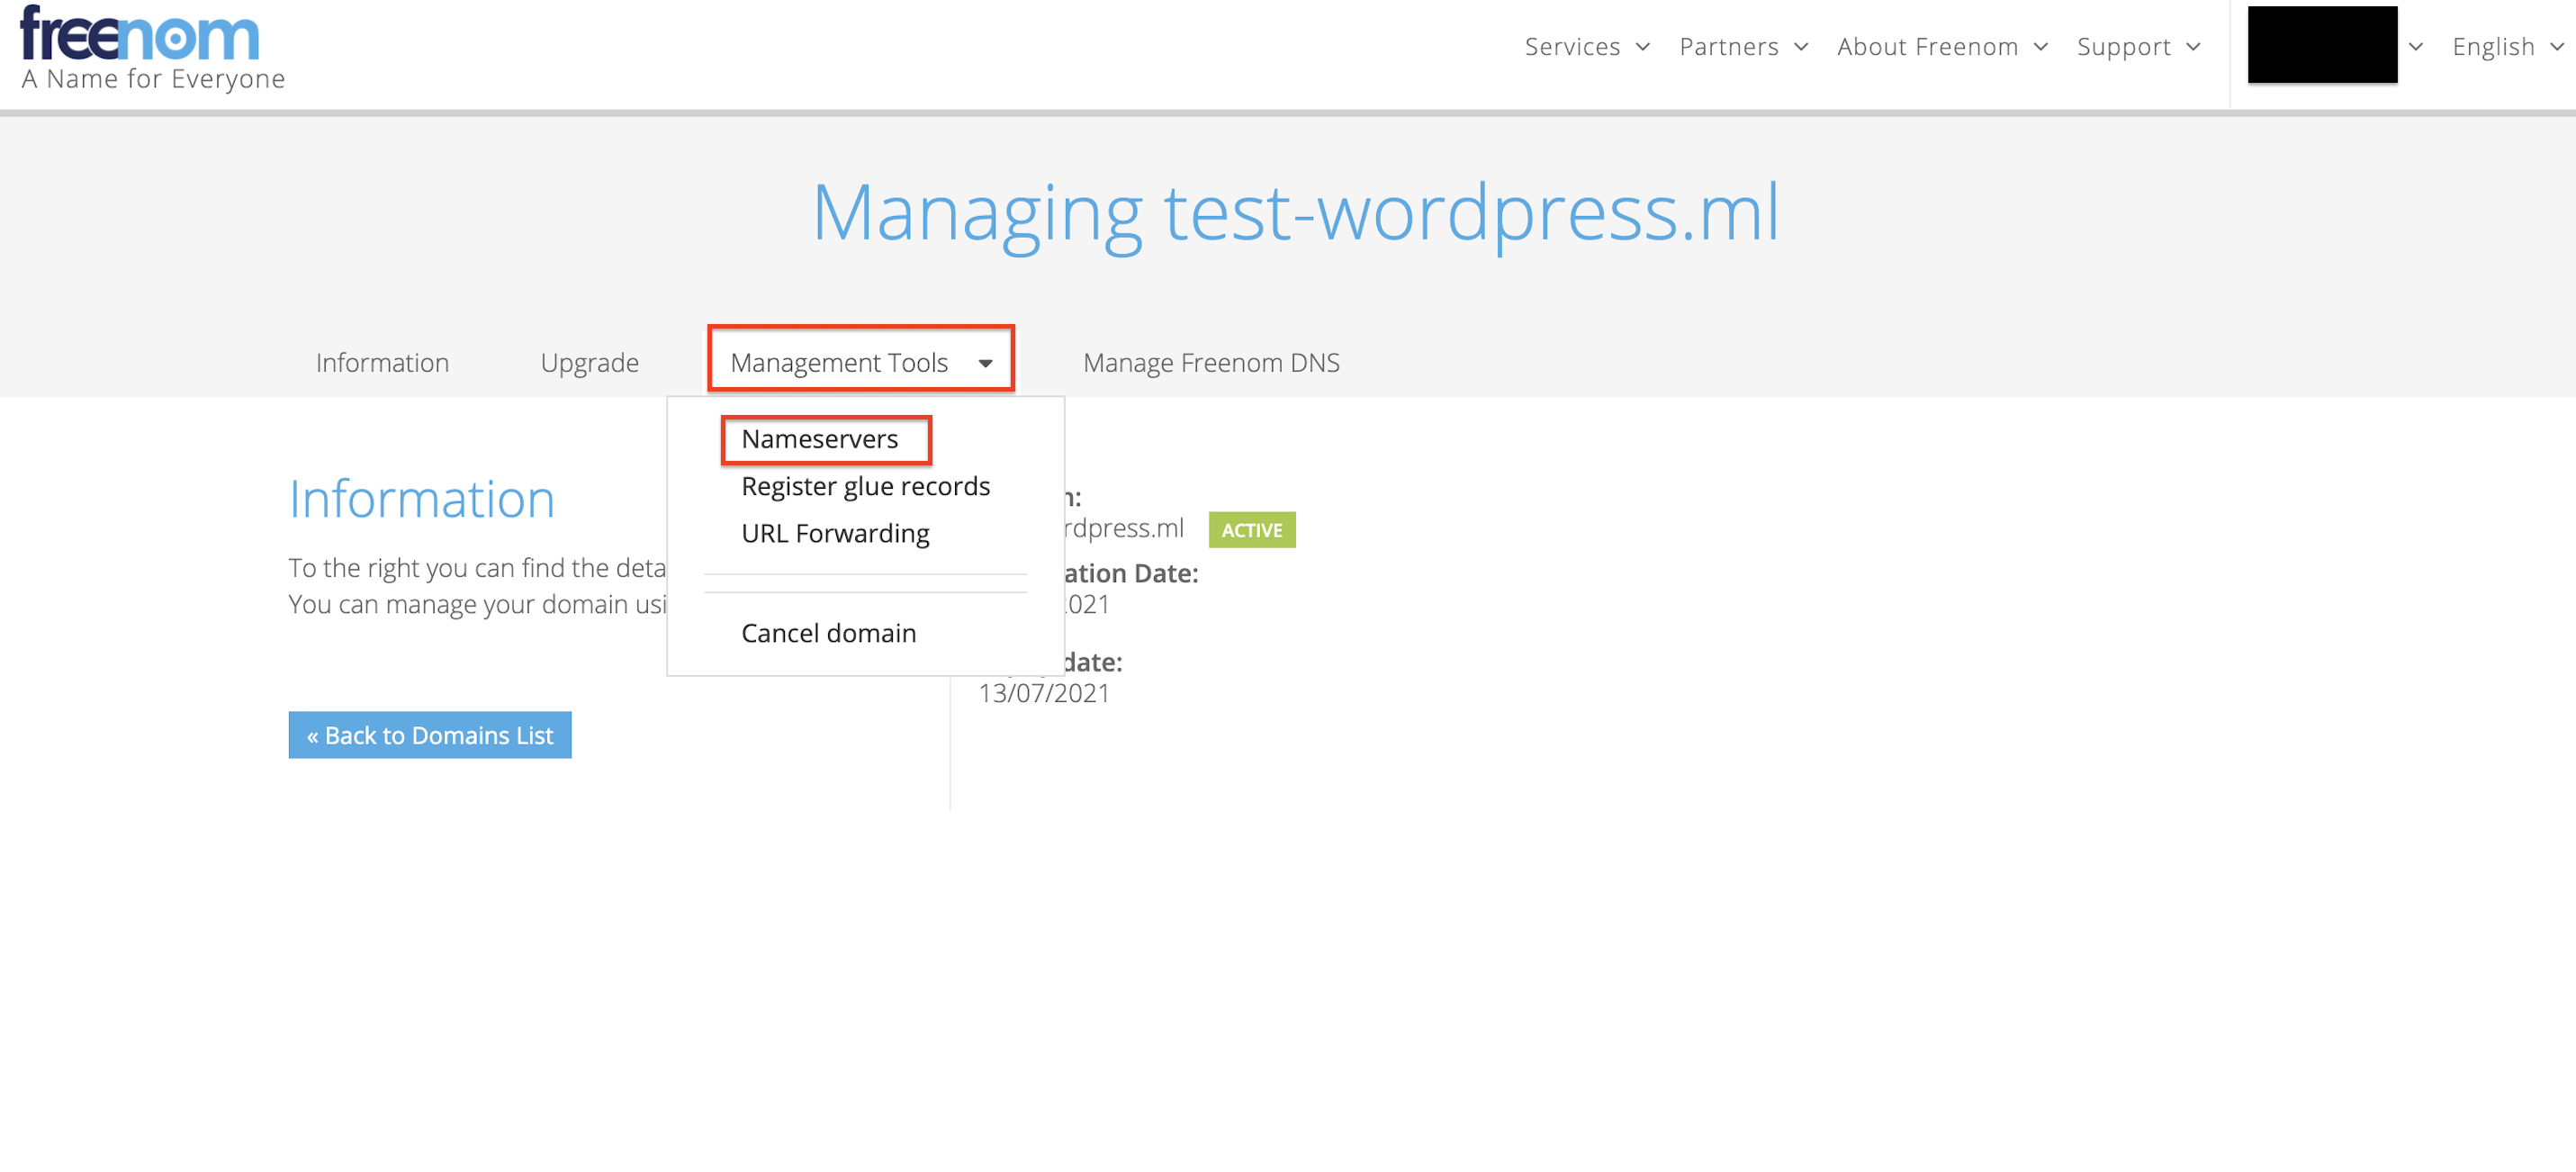 freenom
A Name for Everyone
Services
Partners
About Freenom
Support
English
Managing test-wordpress.ml
Information
Upgrade
Management Tools
Manage Freenom DNS
Nameservers
Register glue records
URL Forwarding
Cancel domain
Information
To the right you can find the deta
You can manage your domain usi
« Back to Domains List
n:
rdpress.ml
ACTIVE
ation Date:
2021
date:
13/07/2021